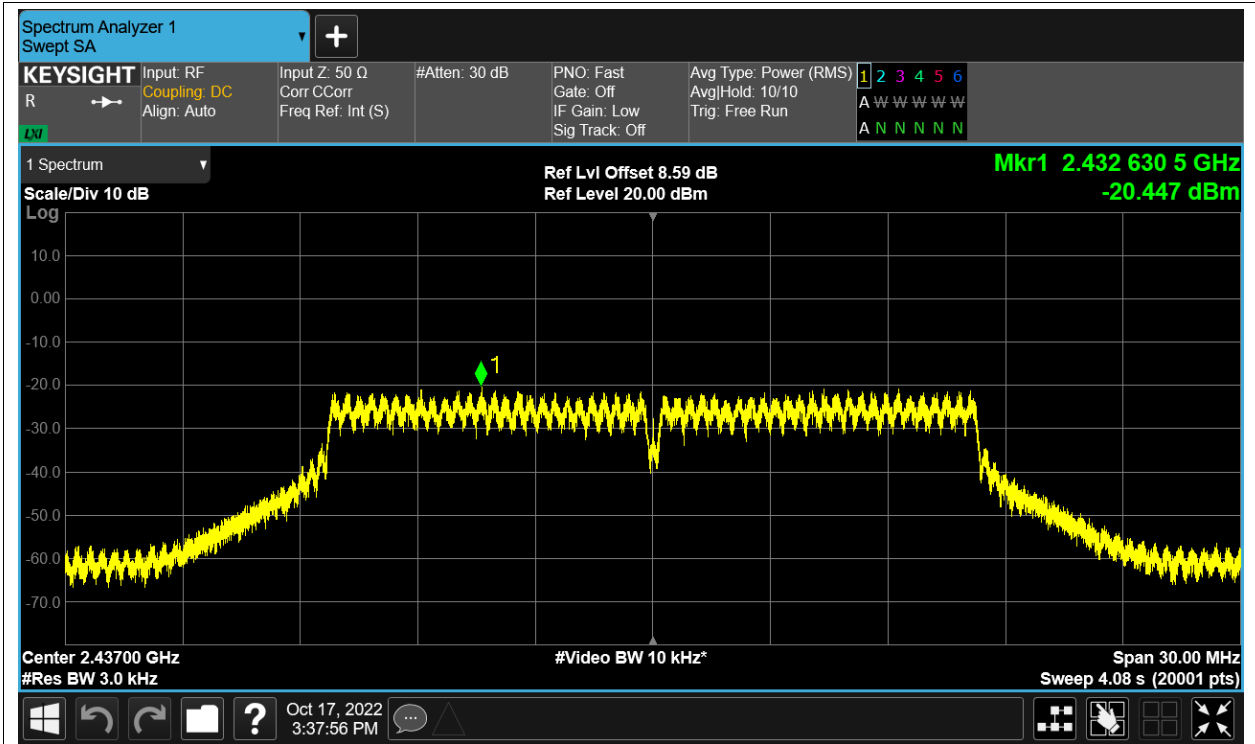 Spectrum Analyzer 1
Swept SA
+
KEYSIGHT Input: RF Input Z: 50 Ω #Atten: 30 dB PNO: Fast Avg Type: Power (RMS) 1 2 3 4 5 6
R Coupling: DC Corr CCorr Gate: Off Avg|Hold: 10/10 A W W W W W
Align: Auto Freq Ref: Int (S) IF Gain: Low Trig: Free Run
LXI Sig Track: Off A N N N N N
1 Spectrum
Ref Lvl Offset 8.59 dB Mkr1 2.432 630 5 GHz
Scale/Div 10 dB Ref Level 20.00 dBm -20.447 dBm
Log
10.0
0.00
-10.0
1
-20.0
-30.0
-40.0
-50.0
-60.0
-70.0
Center 2.43700 GHz #Video BW 10 kHz* Span 30.00 MHz
#Res BW 3.0 kHz Sweep 4.08 s (20001 pts)
? Oct 17, 2022
3:37:56 PM